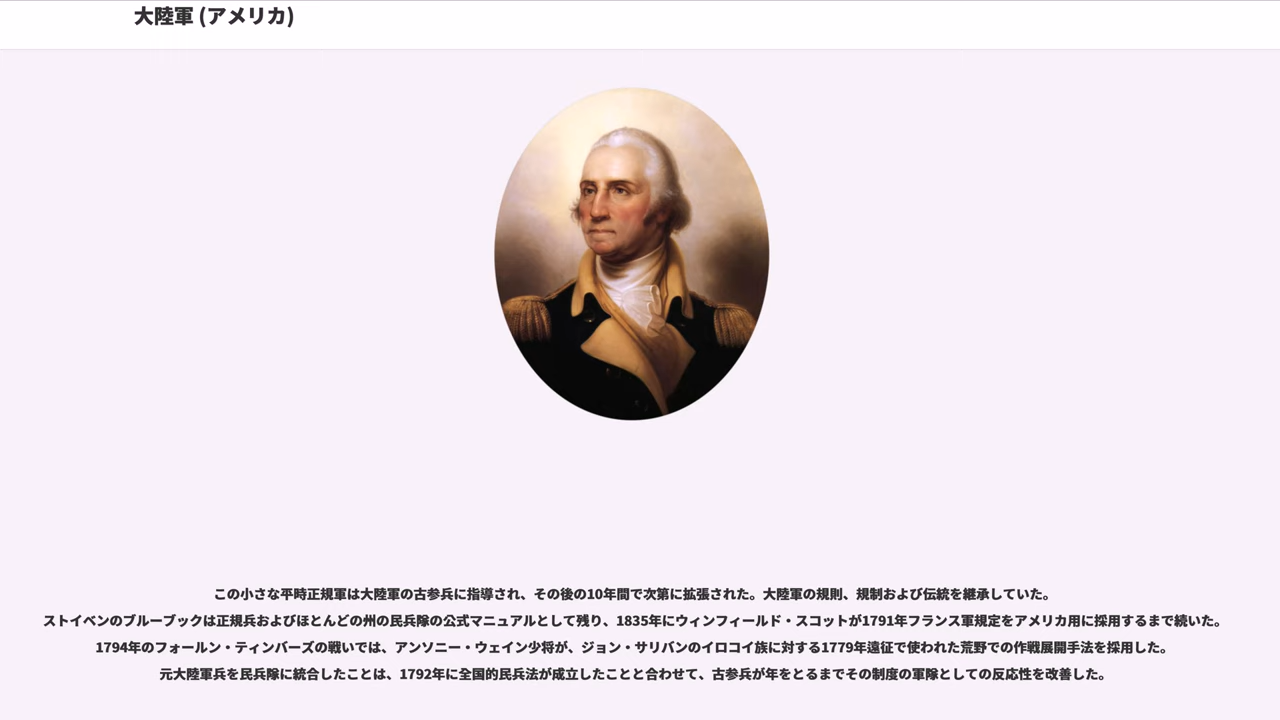 大陸軍 (アメリカ)
この小さな平時正規軍は大陸軍の古参兵に指導され、その後の10年間で次第に拡張された。大陸軍の規則、規制および伝統を継承していた。
ストイベンのブルーブックは正規兵およびほとんどの州の民兵隊の公式マニュアルとして残り、1835年にウィンフィールド・スコットが1791年フランス軍規定をアメリカ用に採用するまで続いた。
1794年のフォールン・ティンバーズの戦いでは、アンソニー・ウェイン少将が、ジョン・サリバンのイロコイ族に対する1779年遠征で使われた荒野での作戦展開手法を採用した。
元大陸軍兵を民兵隊に統合したことは、1792年に全国的民兵法が成立したことと合わせて、古参兵が年をとるまでその制度の軍隊としての反応性を改善した。